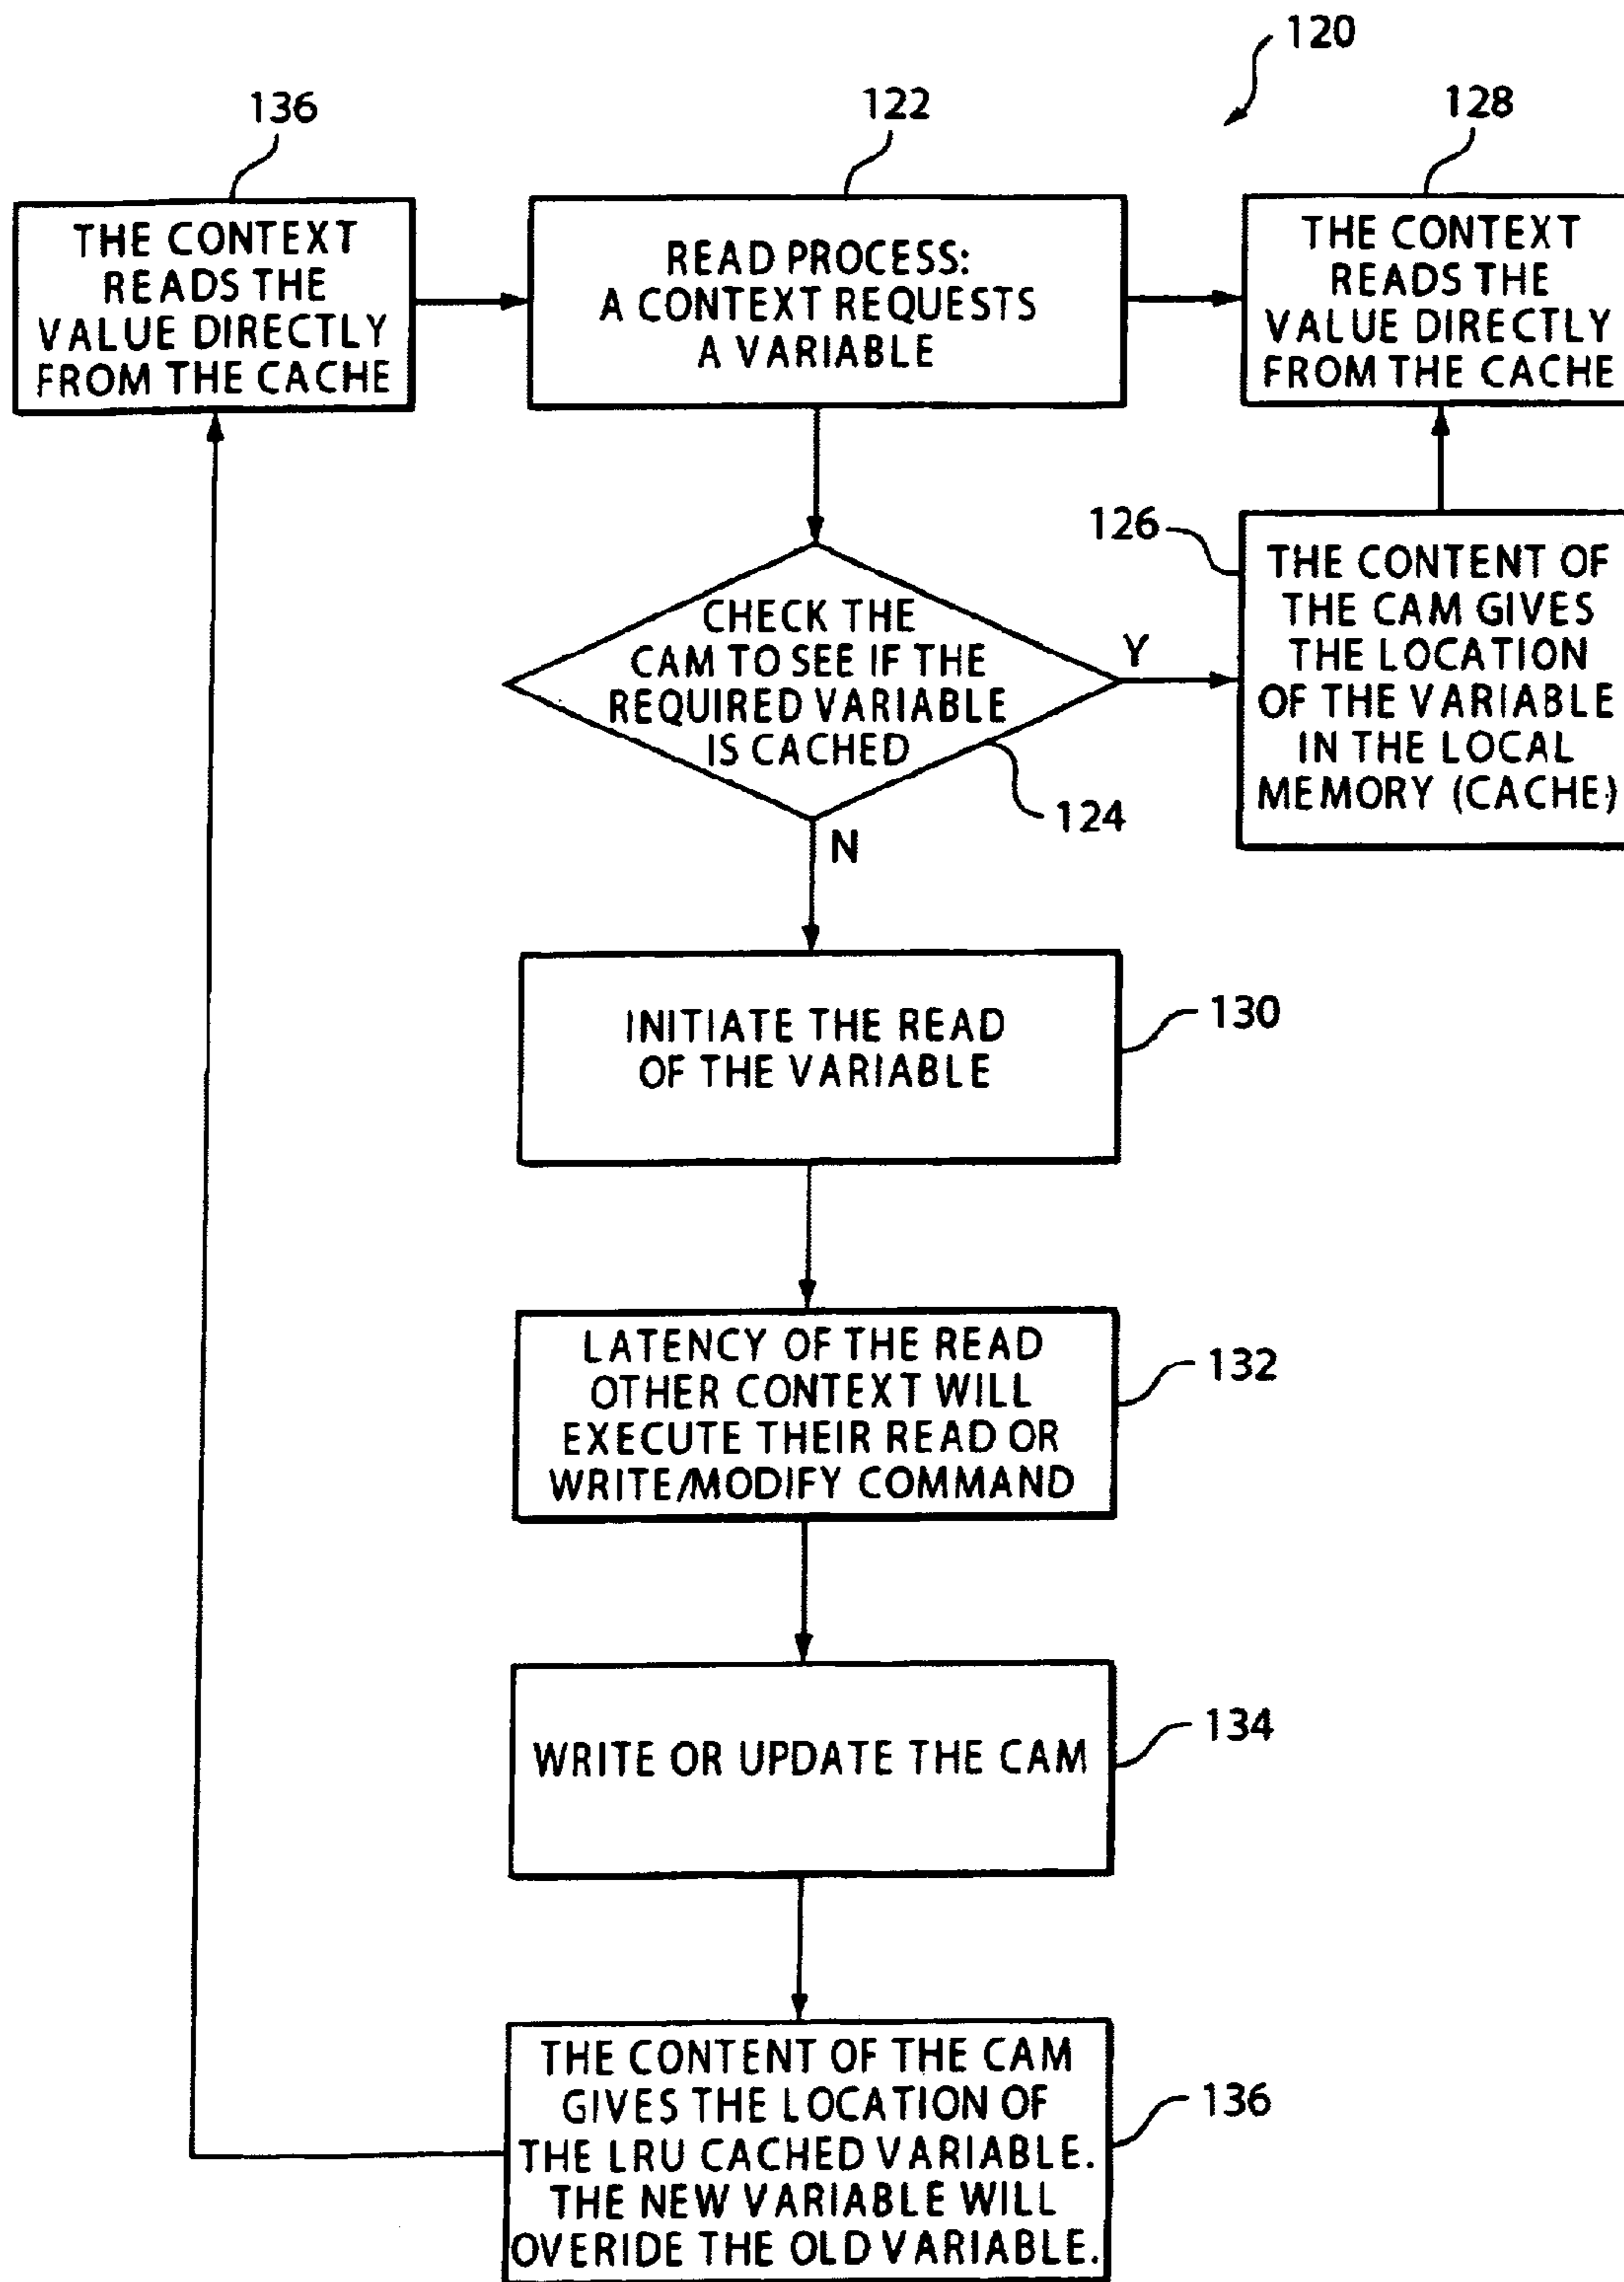 120
136
122
128
THE CONTEXT
READS THE
VALUE DIRECTLY
FROM THE CACHE
READ PROCESS:
A CONTEXT REQUESTS
A VARIABLE
THE CONTEXT
READS THE
VALUE DIRECTLY
FROM THE CACHE
CHECK THE
CAM TO SEE IF THE
REQUIRED VARIABLE
IS CACHED
124
Y
N
126
THE CONTENT OF
THE CAM GIVES
THE LOCATION
OF THE VARIABLE
IN THE LOCAL
MEMORY (CACHE)
INITIATE THE READ
OF THE VARIABLE
130
LATENCY OF THE READ
OTHER CONTEXT WILL
EXECUTE THEIR READ OR
WRITE/MODIFY COMMAND
132
WRITE OR UPDATE THE CAM
134
THE CONTENT OF THE CAM
GIVES THE LOCATION OF
THE LRU CACHED VARIABLE.
THE NEW VARIABLE WILL
OVERIDE THE OLD VARIABLE.
136